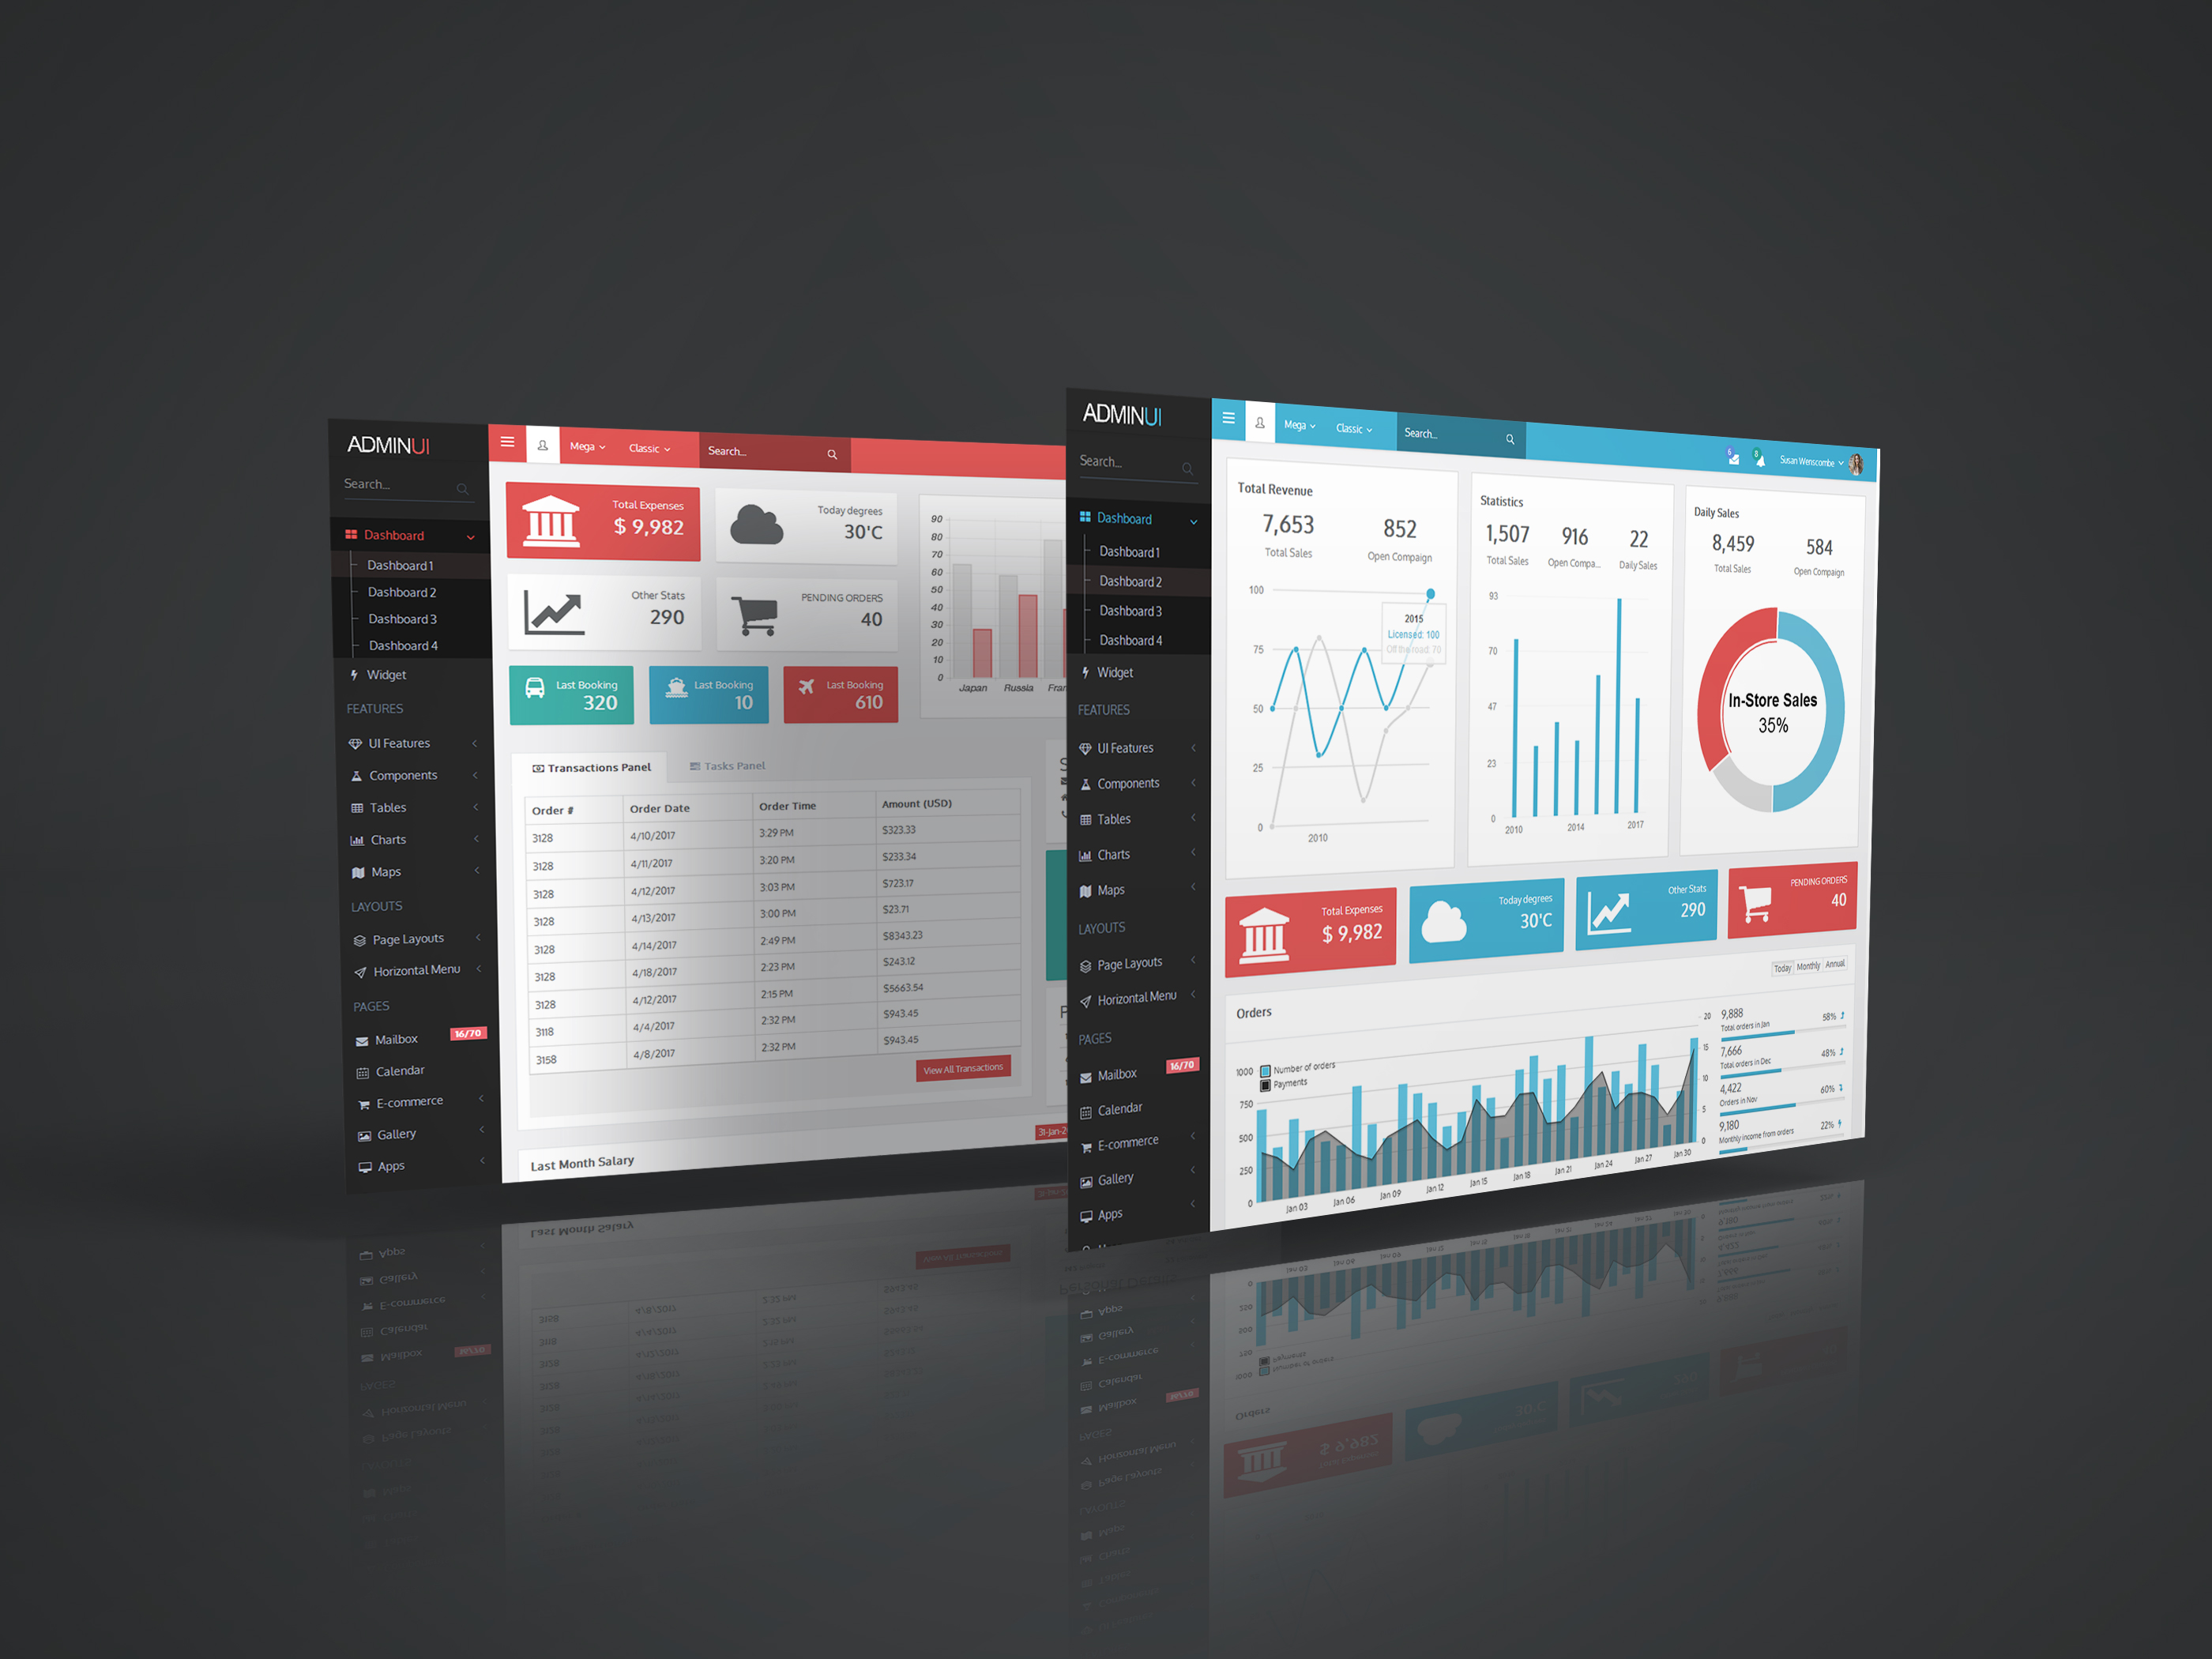 ADMINUI
Search...
Dashboard
Dashboard 1
Dashboard 2
Dashboard 3
Dashboard 4
Widget
FEATURES
UI Features
Components
Tables
Charts
Maps
LAYOUTS
Page Layouts
Horizontal Menu
PAGES
Mailbox 16/70
Calendar
E-commerce
Gallery
Apps
Mega Classic Search...
Total Expenses
$ 9,982
Today degrees
30'C
Other Stats
290
PENDING ORDERS
40
Last Booking
320
Last Booking
10
Last Booking
610
90
80
70
60
50
40
30
20
10
0
Japan Russia Fran
Transactions Panel Tasks Panel
Order # Order Date Order Time Amount (USD)
3128 4/10/2017 3:29 PM $323.33
3128 4/11/2017 3:20 PM $233.34
3128 4/12/2017 3:03 PM $723.17
3128 4/13/2017 3:00 PM $23.71
3128 4/14/2017 2:49 PM $8343.23
3128 4/18/2017 2:23 PM $243.12
3128 4/12/2017 2:15 PM $5663.54
3118 4/4/2017 2:32 PM $943.45
3158 4/8/2017 2:32 PM $943.45
View All Transactions
31-Jan-2
Last Month Salary
ADMINUI
Search...
Dashboard
Dashboard 1
Dashboard 2
Dashboard 3
Dashboard 4
Widget
FEATURES
UI Features
Components
Tables
Charts
Maps
LAYOUTS
Page Layouts
Horizontal Menu
PAGES
Mailbox 16/70
Calendar
E-commerce
Gallery
Apps
Mega Classic Search... 6 8 Susan Wenscombe
Total Revenue
7,653 852
Total Sales Open Compaign
100
75
50
25
0
2010
2015
Licensed: 100
Off the road: 70
Statistics
1,507 916 22
Total Sales Open Compa... Daily Sales
93
70
47
23
0
2010 2014 2017
Daily Sales
8,459 584
Total Sales Open Compaign
In-Store Sales
35%
Total Expenses
$ 9,982
Today degrees
30'C
Other Stats
290
PENDING ORDERS
40
Today Monthly Annual
Orders
Number of orders
Payments
1000
750
500
250
0
Jan 03 Jan 06 Jan 09 Jan 12 Jan 15 Jan 18 Jan 21 Jan 24 Jan 27 Jan 30
20
15
10
5
0
9,888
Total orders in Jan 58%
7,666
Total orders in Dec 48%
4,422
Orders in Nov 60%
9,180
Monthly income from orders 22%